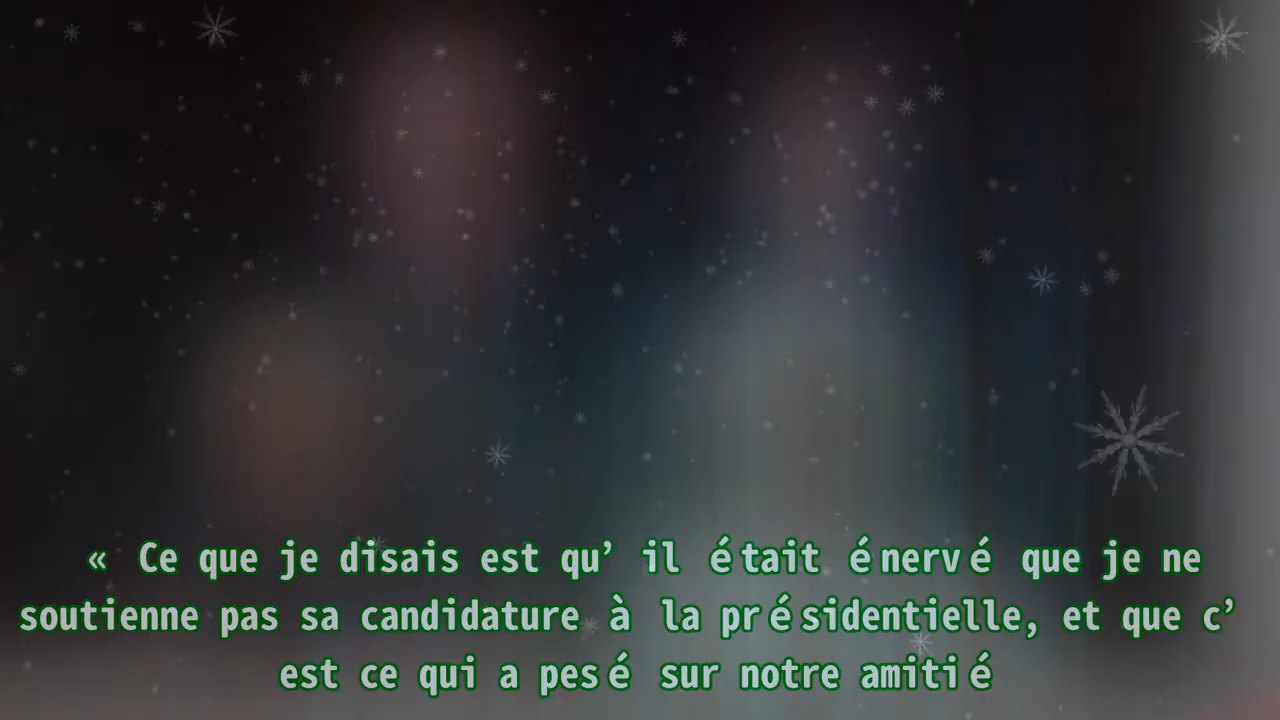 « Ce que je disais est qu’ il était énervé que je ne
soutienne pas sa candidature à la présidentielle, et que c’
est ce qui a pesé sur notre amitié